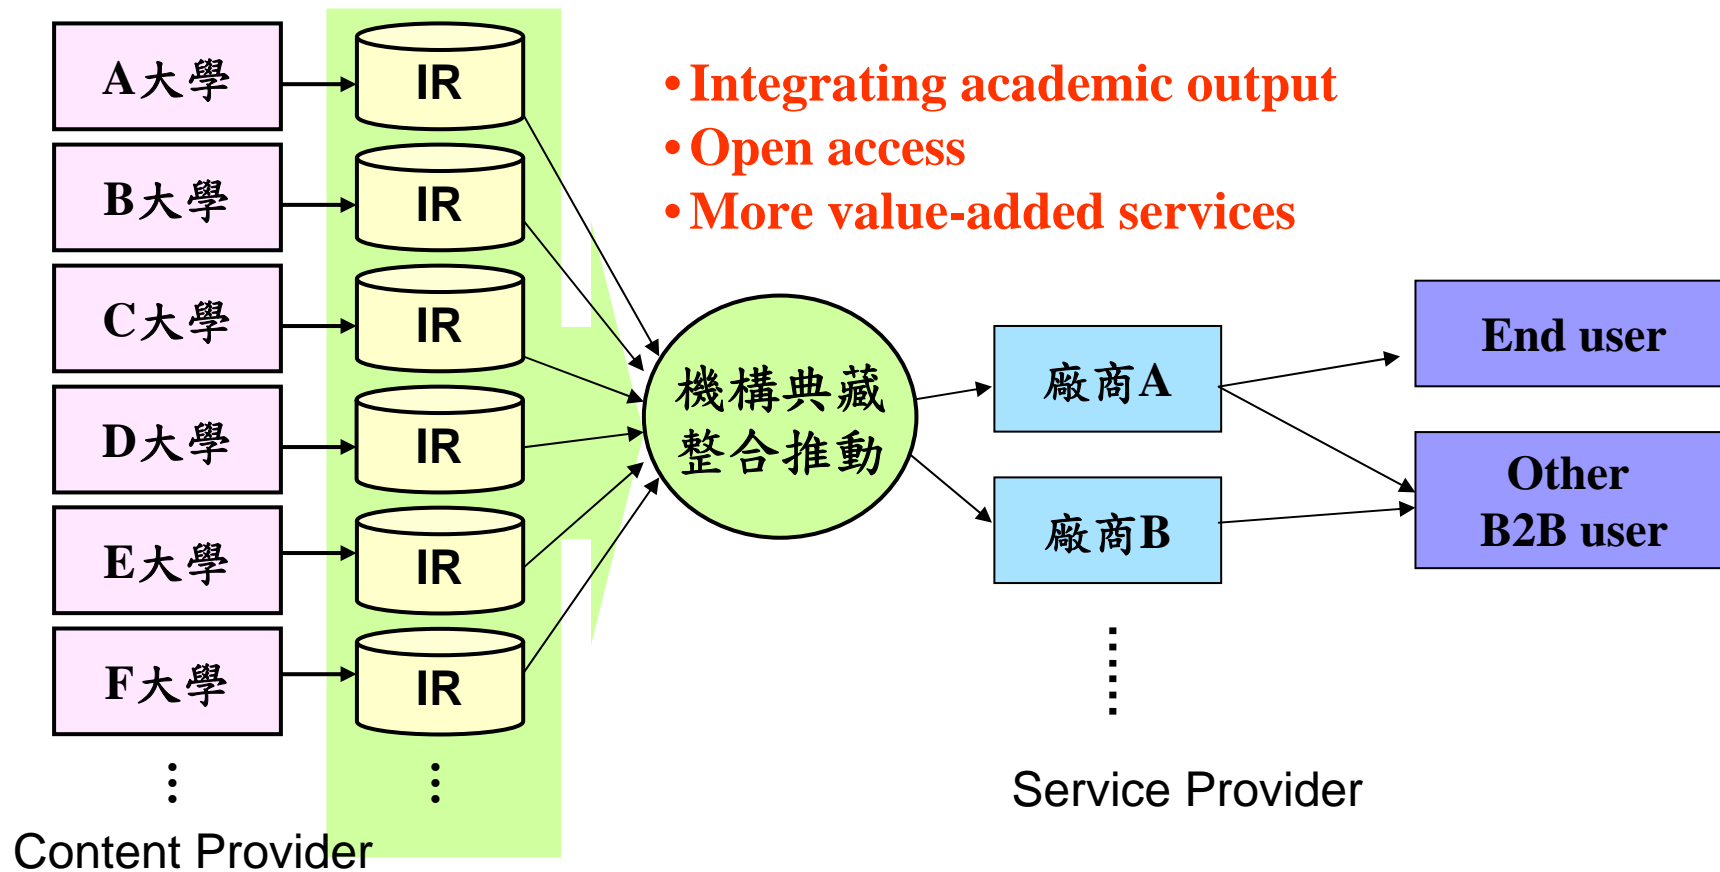 A大學
IR
B大學
IR
C大學
IR
D大學
IR
E大學
IR
F大學
IR
⋮
⋮
Content Provider
• Integrating academic output
• Open access
• More value-added services
機構典藏
整合推動
廠商A
廠商B
......
Service Provider
End user
Other
B2B user